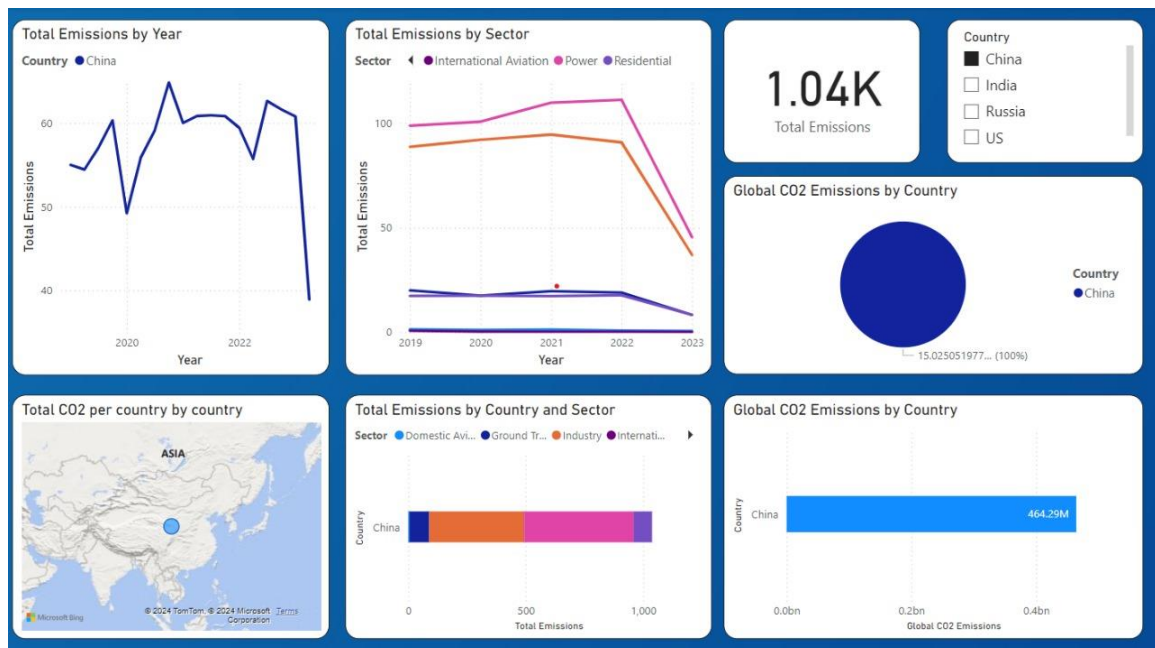 Total Emissions by Year
Country China
Total Emissions
60
50
40
2020 2022
Year
Total Emissions by Sector
Sector International Aviation Power Residential
Total Emissions
100
50
0
2019 2020 2021 2022 2023
Year
1.04K
Total Emissions
Country
China
India
Russia
US
Global CO2 Emissions by Country
Country
China
15.025051977... (100%)
Total CO2 per country by country
ASIA
Microsoft Bing
© 2024 TomTom, © 2024 Microsoft Corporation Terms
Total Emissions by Country and Sector
Sector Domestic Avi... Ground Tr... Industry Internati...
Country
China
0 500 1,000
Total Emissions
Global CO2 Emissions by Country
Country
China
464.29M
0.0bn 0.2bn 0.4bn
Global CO2 Emissions